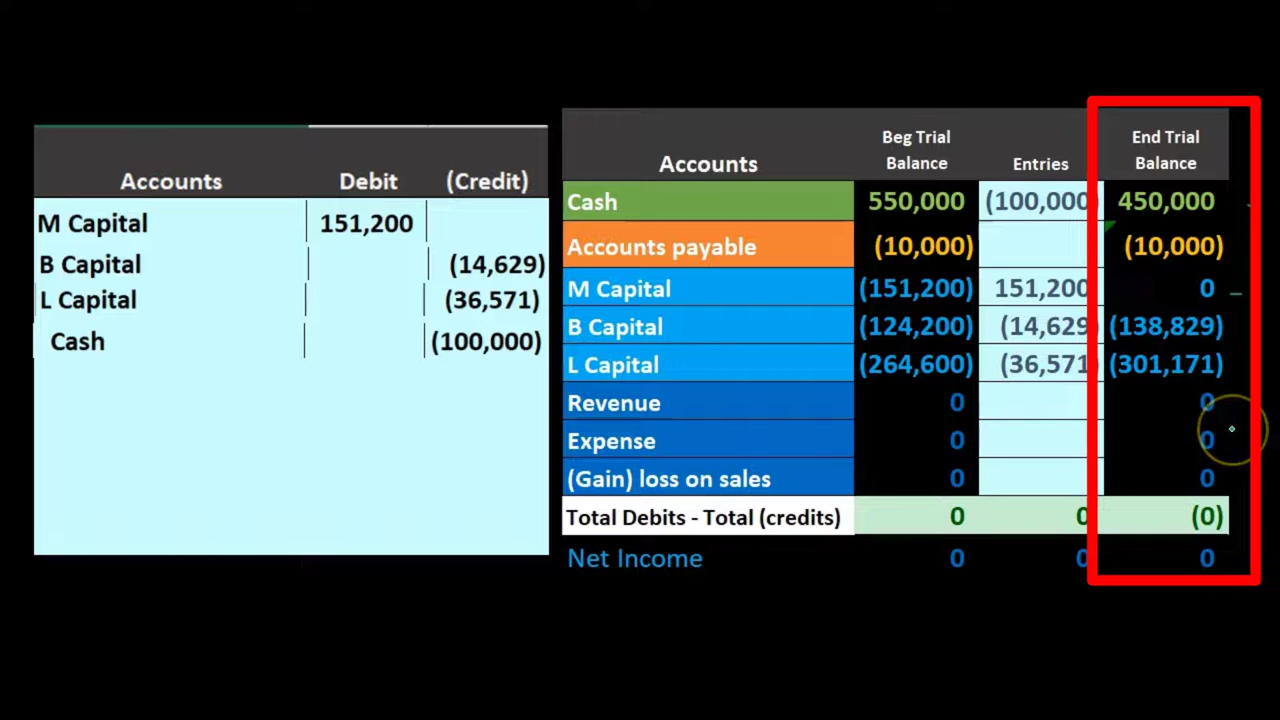 Accounts Debit (Credit)
M Capital 151,200
B Capital (14,629)
L Capital (36,571)
Cash (100,000)
Accounts Beg Trial Balance Entries End Trial Balance
Cash 550,000 (100,000) 450,000
Accounts payable (10,000) (10,000)
M Capital (151,200) 151,200 0
B Capital (124,200) (14,629) (138,829)
L Capital (264,600) (36,571) (301,171)
Revenue 0 0
Expense 0 0
(Gain) loss on sales 0 0
Total Debits - Total (credits) 0 0 (0)
Net Income 0 0 0